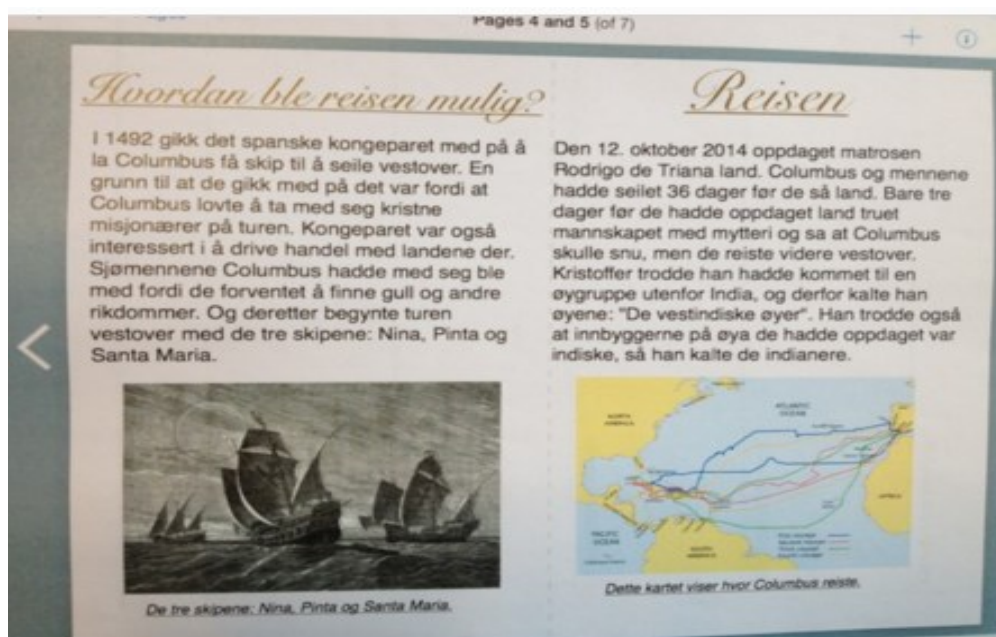 Pages 4 and 5 (of 7)
Hvordan ble reisen mulig?
I 1492 gikk det spanske kongeparet med på å
la Columbus få skip til å seile vestover. En
grunn til at de gikk med på det var fordi at
Columbus lovte å ta med seg kristne
misjonærer på turen. Kongeparet var også
interessert i å drive handel med landene der.
Sjømennene Columbus hadde med seg ble
med fordi de forventet å finne gull og andre
rikdommer. Og deretter begynte turen
vestover med de tre skipene: Nina, Pinta og
Santa Maria.
De tre skipene: Nina, Pinta og Santa Maria.
Reisen
Den 12. oktober 2014 oppdaget matrosen
Rodrigo de Triana land. Columbus og mennene
hadde seilet 36 dager før de så land. Bare tre
dager før de hadde oppdaget land truet
mannskapet med mytteri og sa at Columbus
skulle snu, men de reiste videre vestover.
Kristoffer trodde han hadde kommet til en
øygruppe utenfor India, og derfor kalte han
øyene: "De vestindiske øyer". Han trodde også
at innbyggerne på øya de hadde oppdaget var
indiske, så han kalte de indianere.
NORTH
AMERICA
ATLANTIC
OCEAN
AFRICA
PACIFIC
OCEAN
SOUTH
AMERICA
Dette kartet viser hvor Columbus reiste.